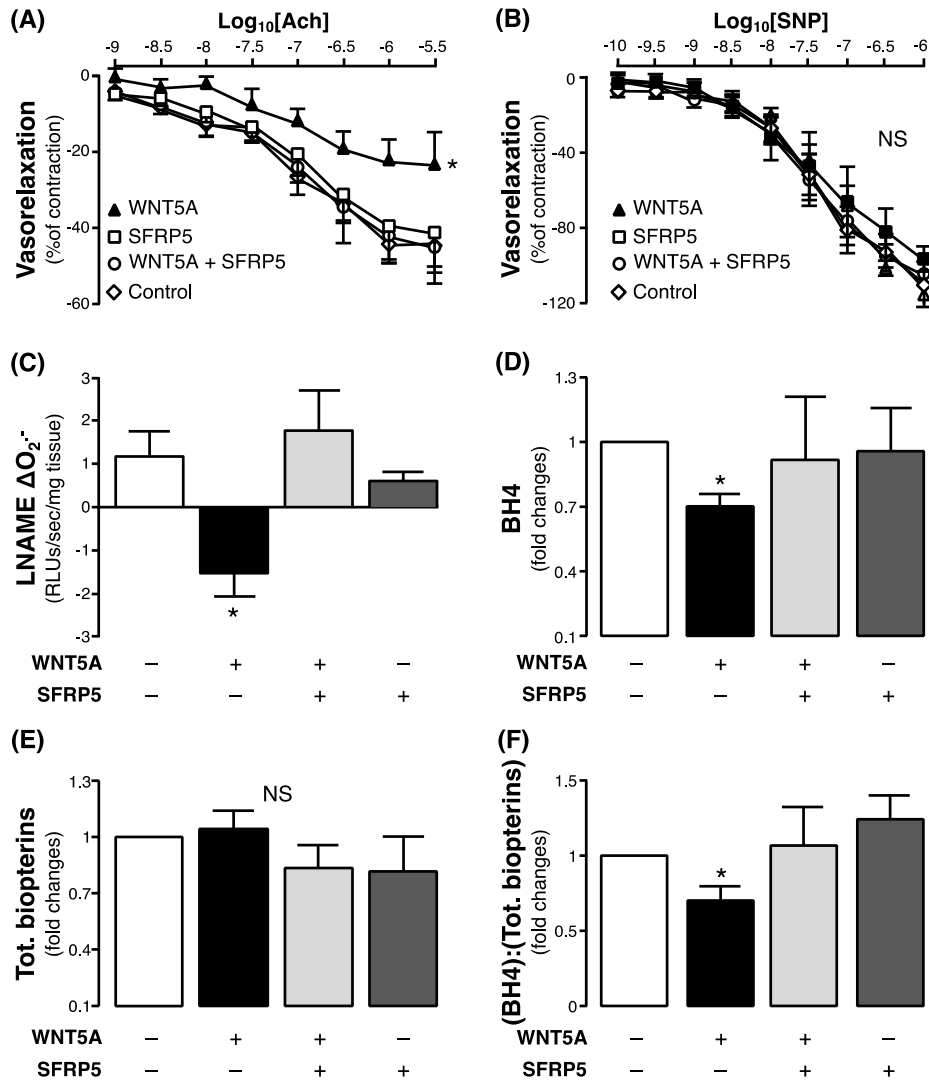 (A)
Log10[Ach]
-9 -8.5 -8 -7.5 -7 -6.5 -6 -5.5
0
-20
-40
-60
Vasorelaxation
(%of contraction)
*
WNT5A
SFRP5
WNT5A + SFRP5
Control
(B)
Log10[SNP]
-10 -9.5 -9 -8.5 -8 -7.5 -7 -6.5 -6
0
-40
-80
-120
Vasorelaxation
(%of contraction)
NS
WNT5A
SFRP5
WNT5A + SFRP5
Control
(C)
3
2
1
0
-1
-2
-3
LNAME ΔO2.-
(RLUs/sec/mg tissue)
*
WNT5A – + + –
SFRP5 – – + +
(D)
1.3
1
0.7
0.4
0.1
BH4
(fold changes)
*
WNT5A – + + –
SFRP5 – – + +
(E)
1.3
1
0.7
0.4
0.1
Tot. biopterins
(fold changes)
NS
WNT5A – + + –
SFRP5 – – + +
(F)
1.5
1
0.5
0
(BH4):(Tot. biopterins)
(fold changes)
*
WNT5A – + + –
SFRP5 – – + +